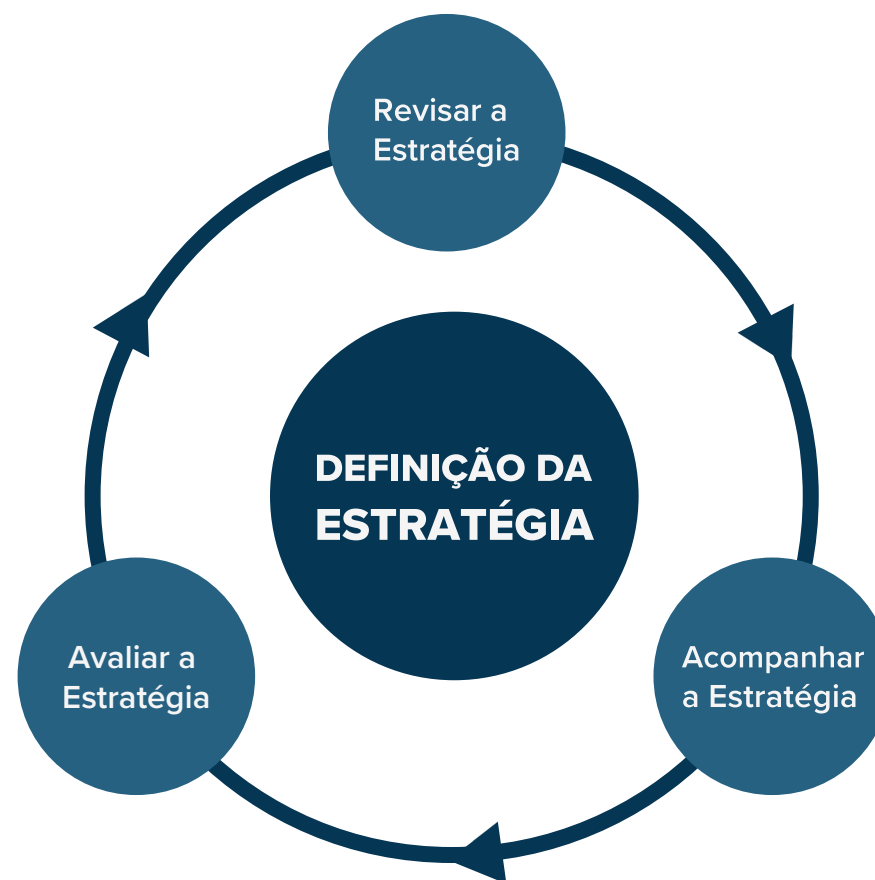 Revisar a
Estratégia
DEFINIÇÃO DA
ESTRATÉGIA
Avaliar a
Estratégia
Acompanhar
a Estratégia